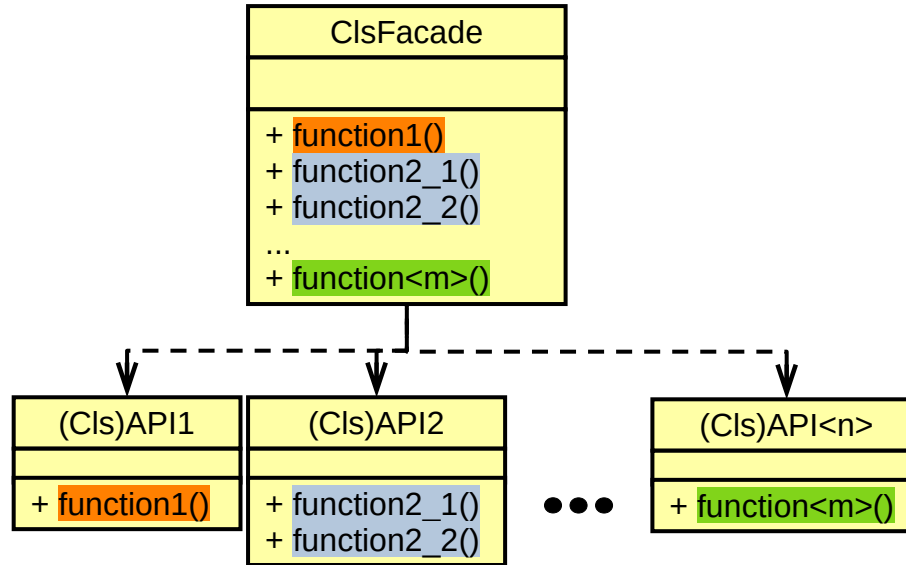 ClsFacade
+ function1()
+ function2_1()
+ function2_2()
...
+ function<m>()
(Cls)API1
+ function1()
(Cls)API2
+ function2_1()
+ function2_2()
(Cls)API<n>
+ function<m>()